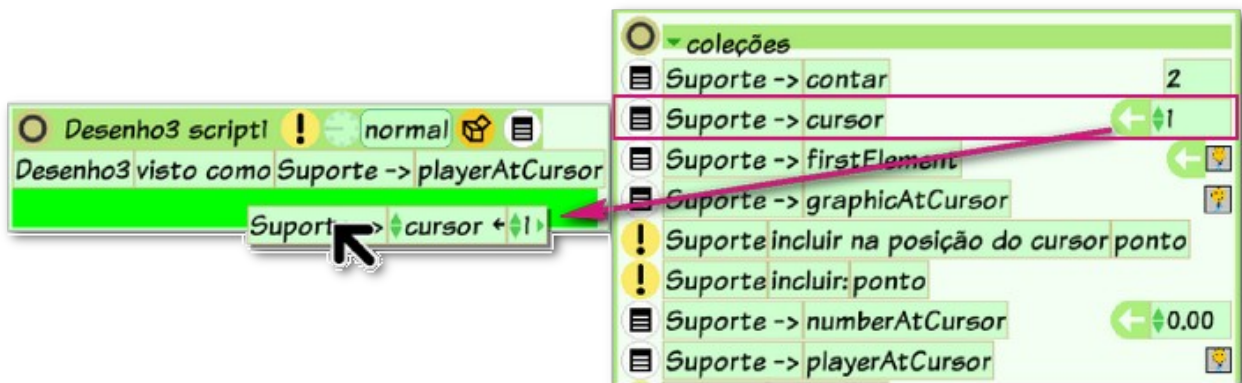 Desenho3 script1 ! normal
Desenho3 visto como Suporte -> playerAtCursor
Suport > cursor ← 1
coleções
Suporte -> contar 2
Suporte -> cursor 1
Suporte -> firstElement
Suporte -> graphicAtCursor
! Suporte incluir na posição do cursor ponto
! Suporte incluir: ponto
Suporte -> numberAtCursor 0.00
Suporte -> playerAtCursor